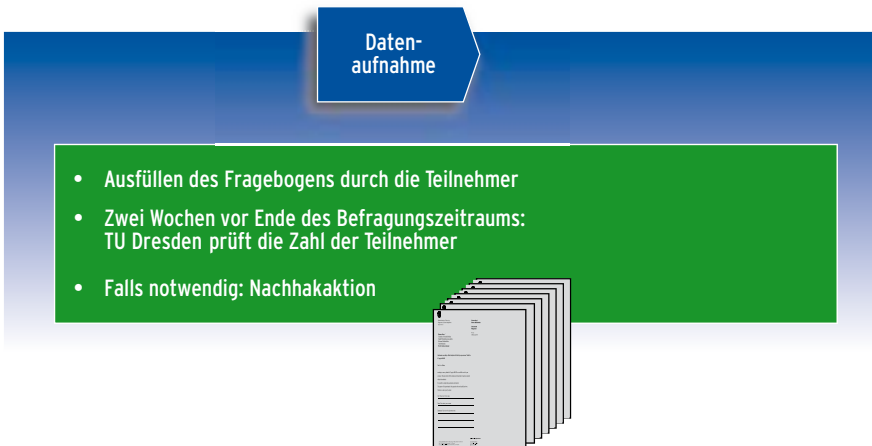 Daten-
aufnahme
• Ausfüllen des Fragebogens durch die Teilnehmer
• Zwei Wochen vor Ende des Befragungszeitraums:
TU Dresden prüft die Zahl der Teilnehmer
• Falls notwendig: Nachhakaktion